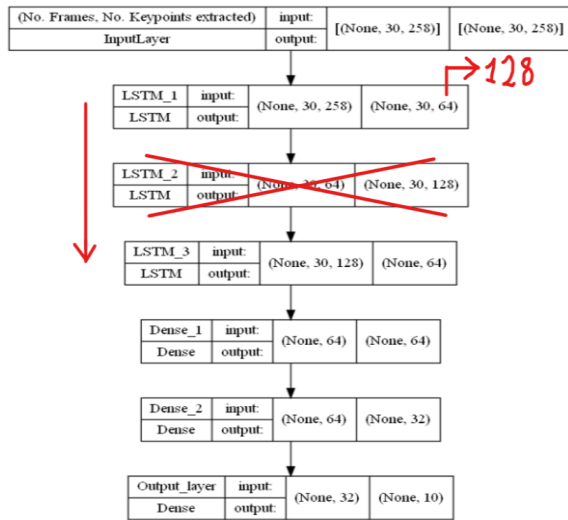 (No. Frames, No. Keypoints extracted) input: [(None, 30, 258)] [(None, 30, 258)]
InputLayer output:
128
LSTM_1 input: (None, 30, 258) (None, 30, 64)
LSTM output:
LSTM_2 input: (None, 30, 64) (None, 30, 128)
LSTM output:
LSTM_3 input: (None, 30, 128) (None, 64)
LSTM output:
Dense_1 input: (None, 64) (None, 64)
Dense output:
Dense_2 input: (None, 64) (None, 32)
Dense output:
Output_layer input: (None, 32) (None, 10)
Dense output: